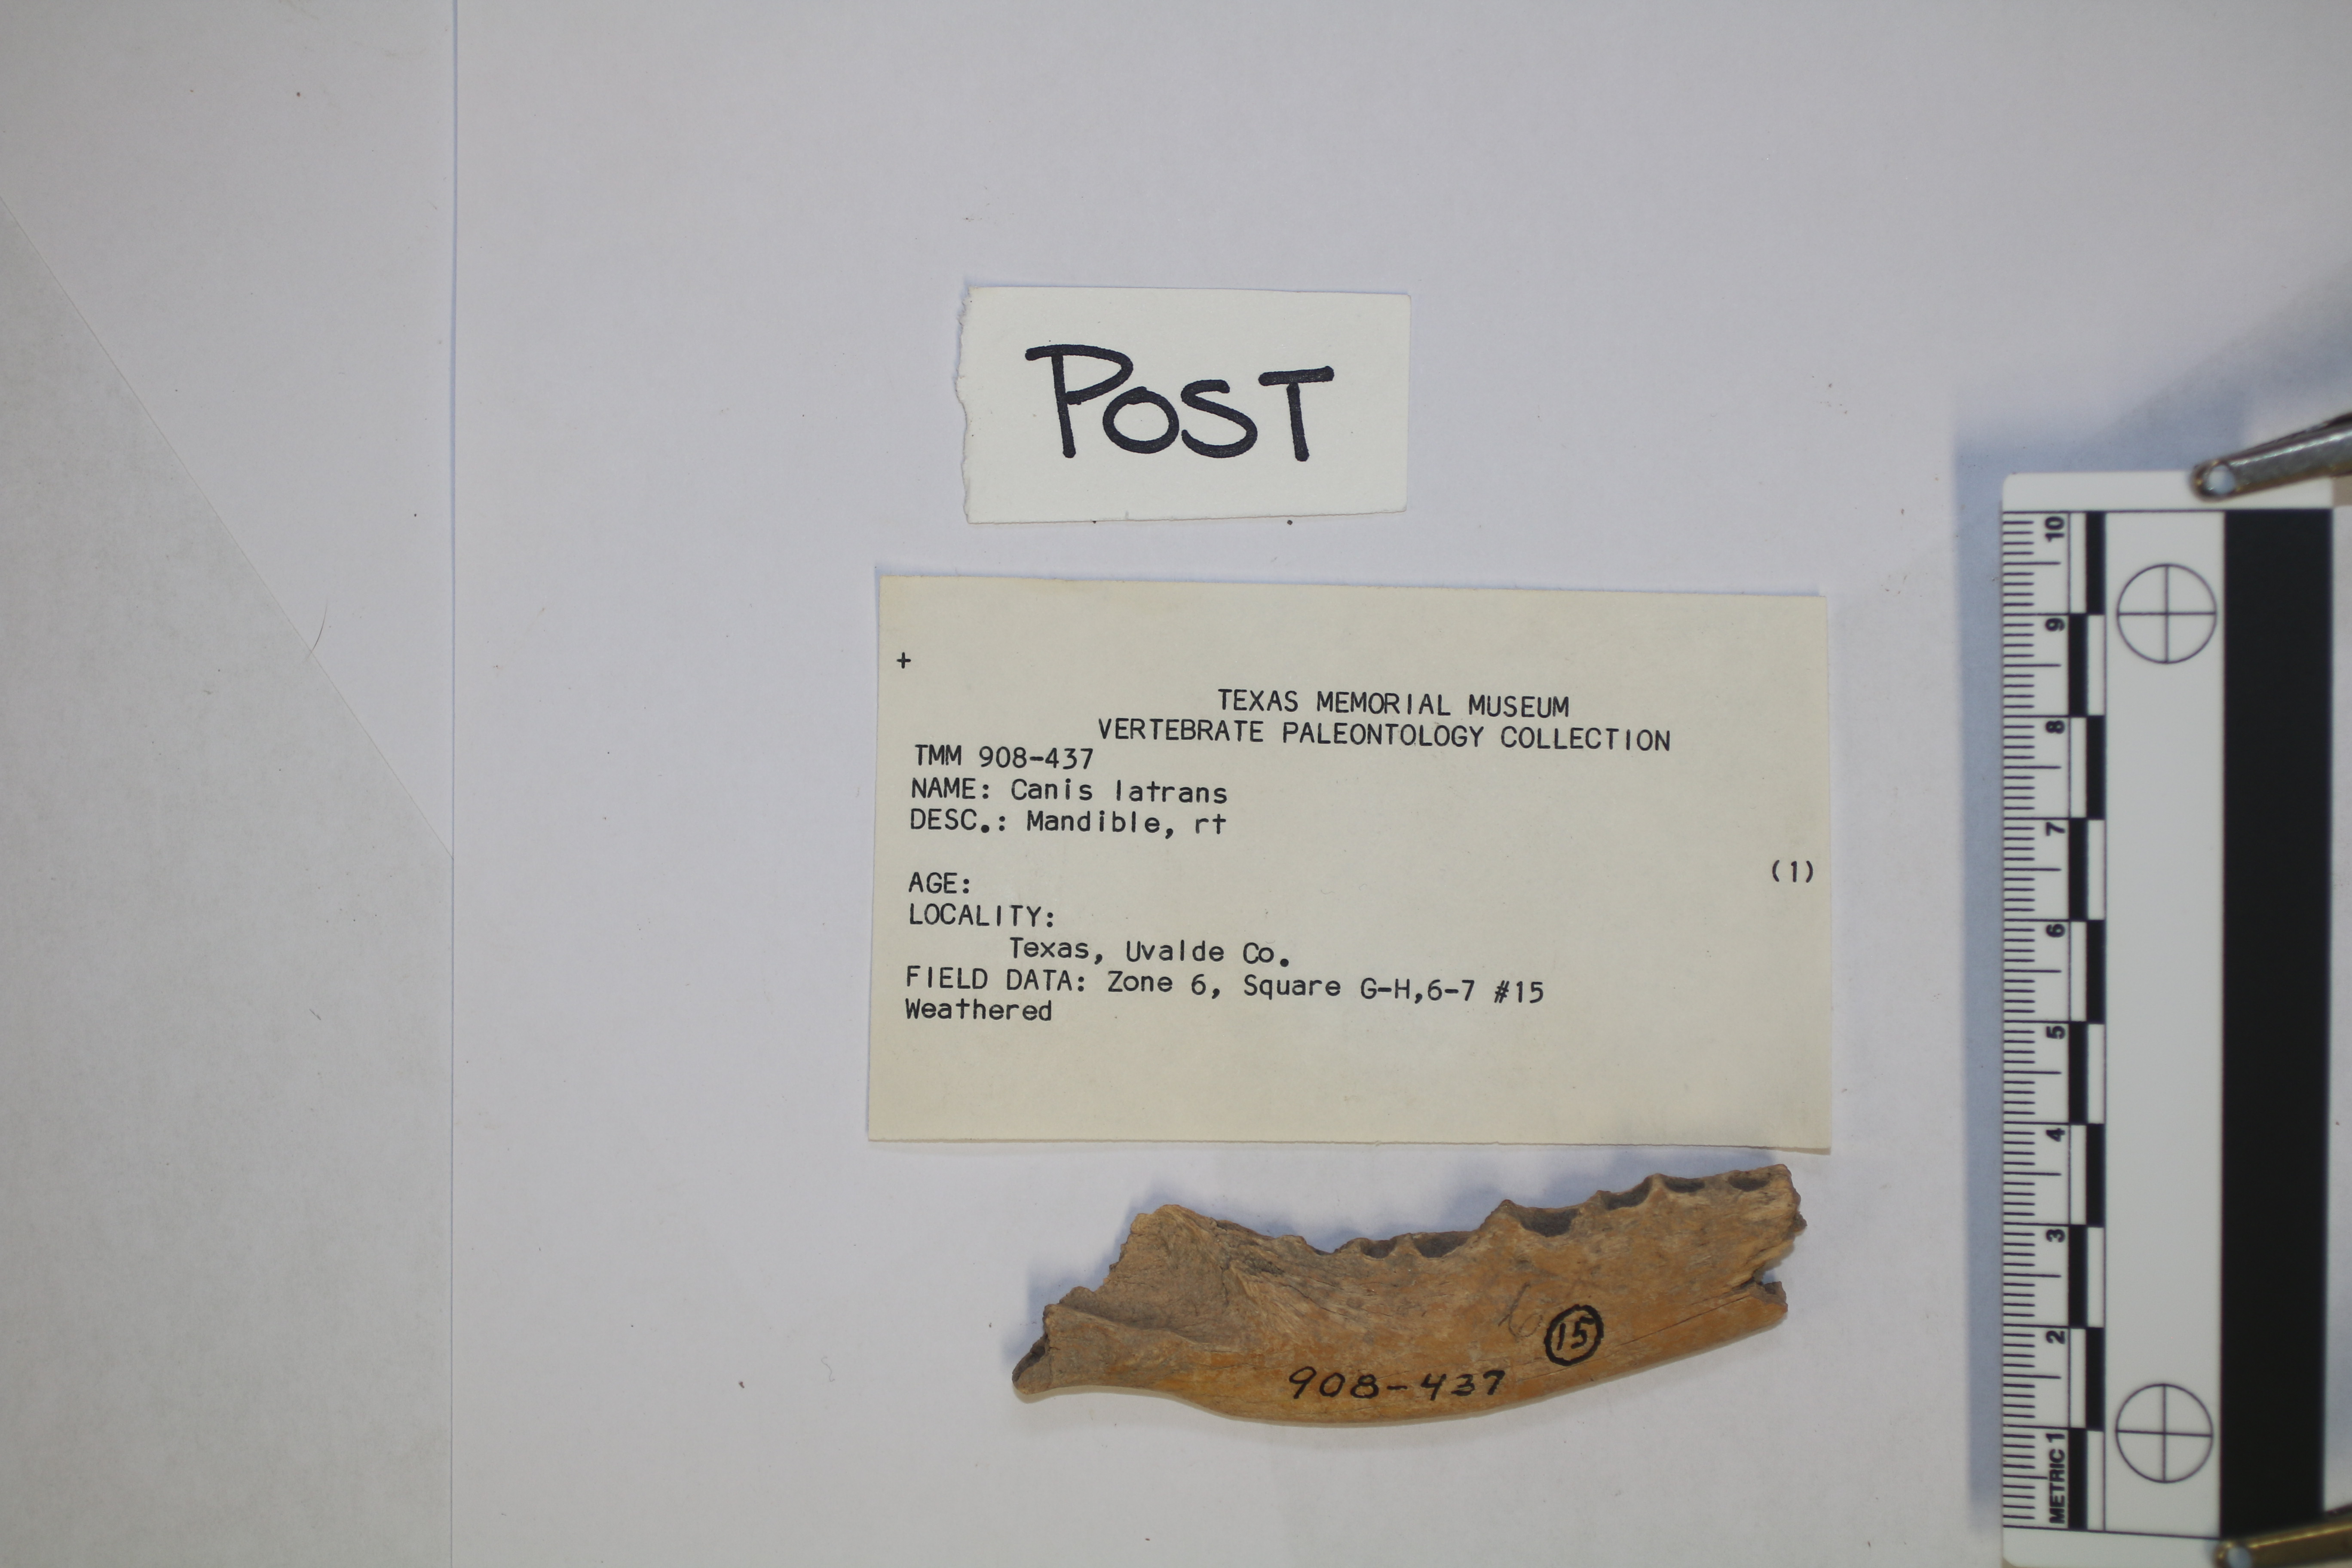 POST
+
TEXAS MEMORIAL MUSEUM
VERTEBRATE PALEONTOLOGY COLLECTION
TMM 908-437
NAME: Canis latrans
DESC.: Mandible, rt
(1)
AGE:
LOCALITY:
Texas, Uvalde Co.
FIELD DATA: Zone 6, Square G-H,6-7 #15
Weathered
908-437
15
METRIC 1 2 3 4 5 6 7 8 9 10